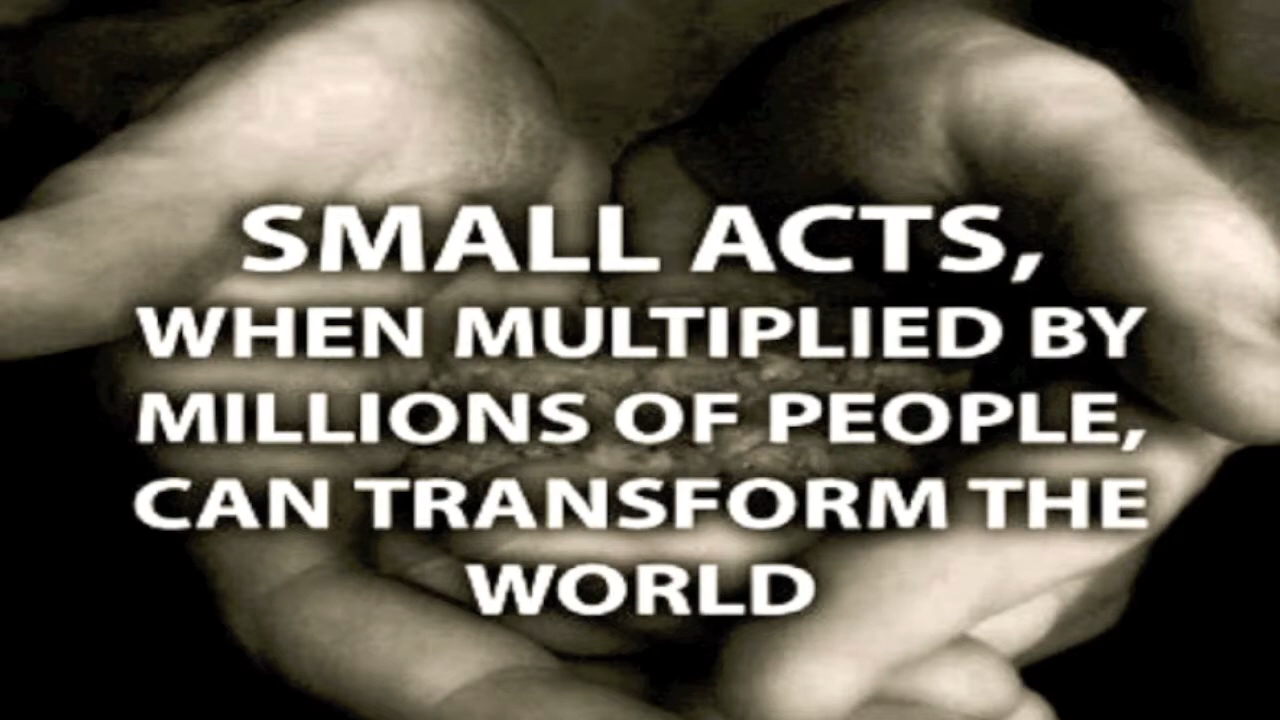 SMALL ACTS,
WHEN MULTIPLIED BY
MILLIONS OF PEOPLE,
CAN TRANSFORM THE
WORLD